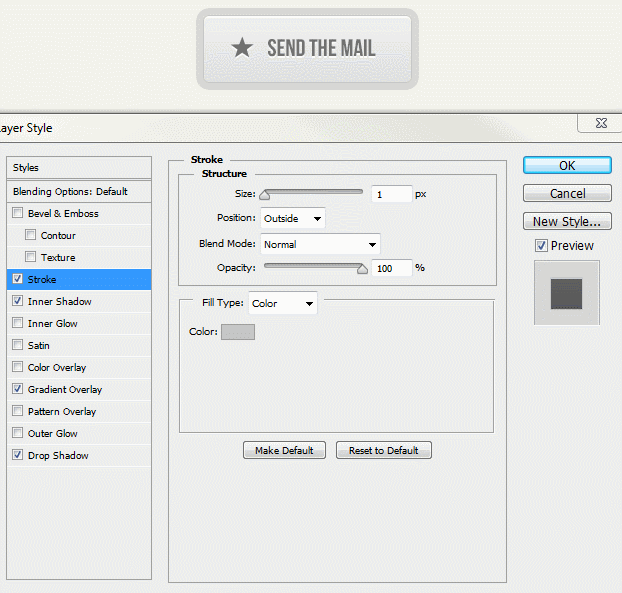 SEND THE MAIL
ayer Style
Styles
Blending Options: Default
Bevel & Emboss
Contour
Texture
Stroke
Inner Shadow
Inner Glow
Satin
Color Overlay
Gradient Overlay
Pattern Overlay
Outer Glow
Drop Shadow
Stroke
Structure
Size: 1 px
Position: Outside
Blend Mode: Normal
Opacity: 100 %
Fill Type: Color
Color:
Make Default Reset to Default
OK
Cancel
New Style...
Preview